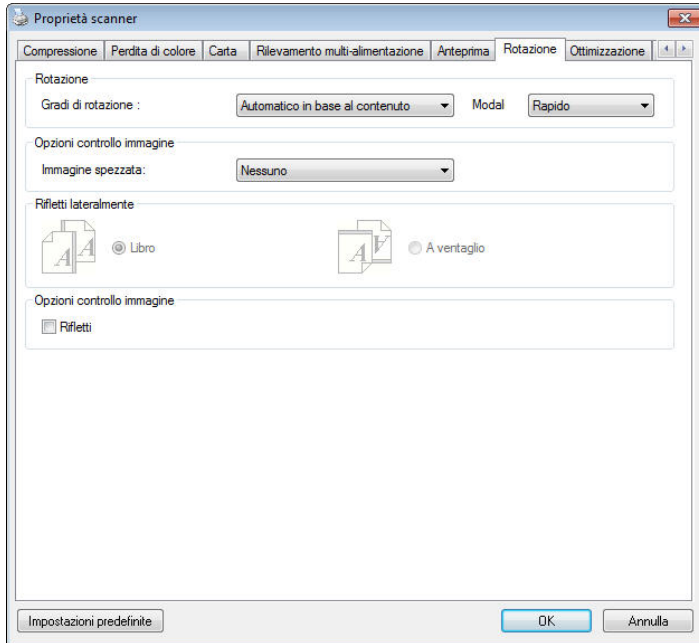 Proprietà scanner
Compressione Perdita di colore Carta Rilevamento multi-alimentazione Anteprima Rotazione Ottimizzazione
Rotazione
Gradi di rotazione : Automatico in base al contenuto Modal Rapido
Opzioni controllo immagine
Immagine spezzata: Nessuno
Rifletti lateralmente
A A Libro A A A ventaglio
Opzioni controllo immagine
Rifletti
Impostazioni predefinite OK Annulla